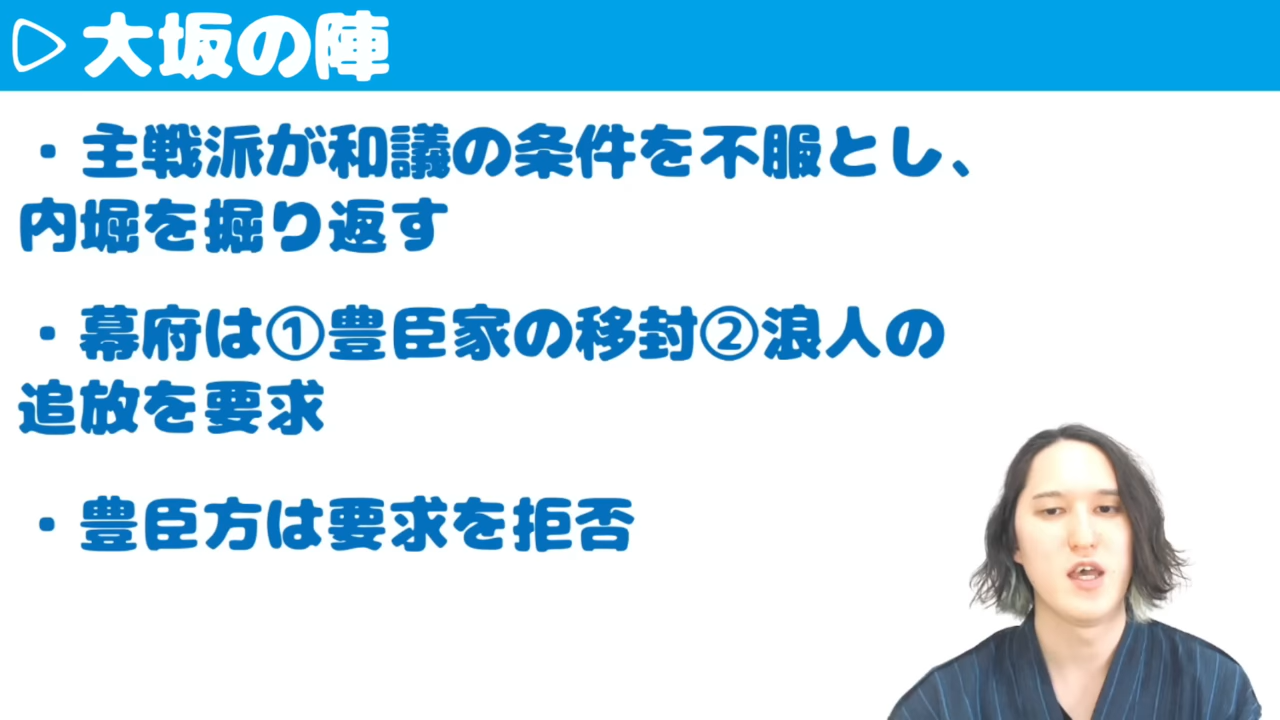 大坂の陣
・主戦派が和議の条件を不服とし、
内堀を掘り返す
・幕府は①豊臣家の移封②浪人の
追放を要求
・豊臣方は要求を拒否